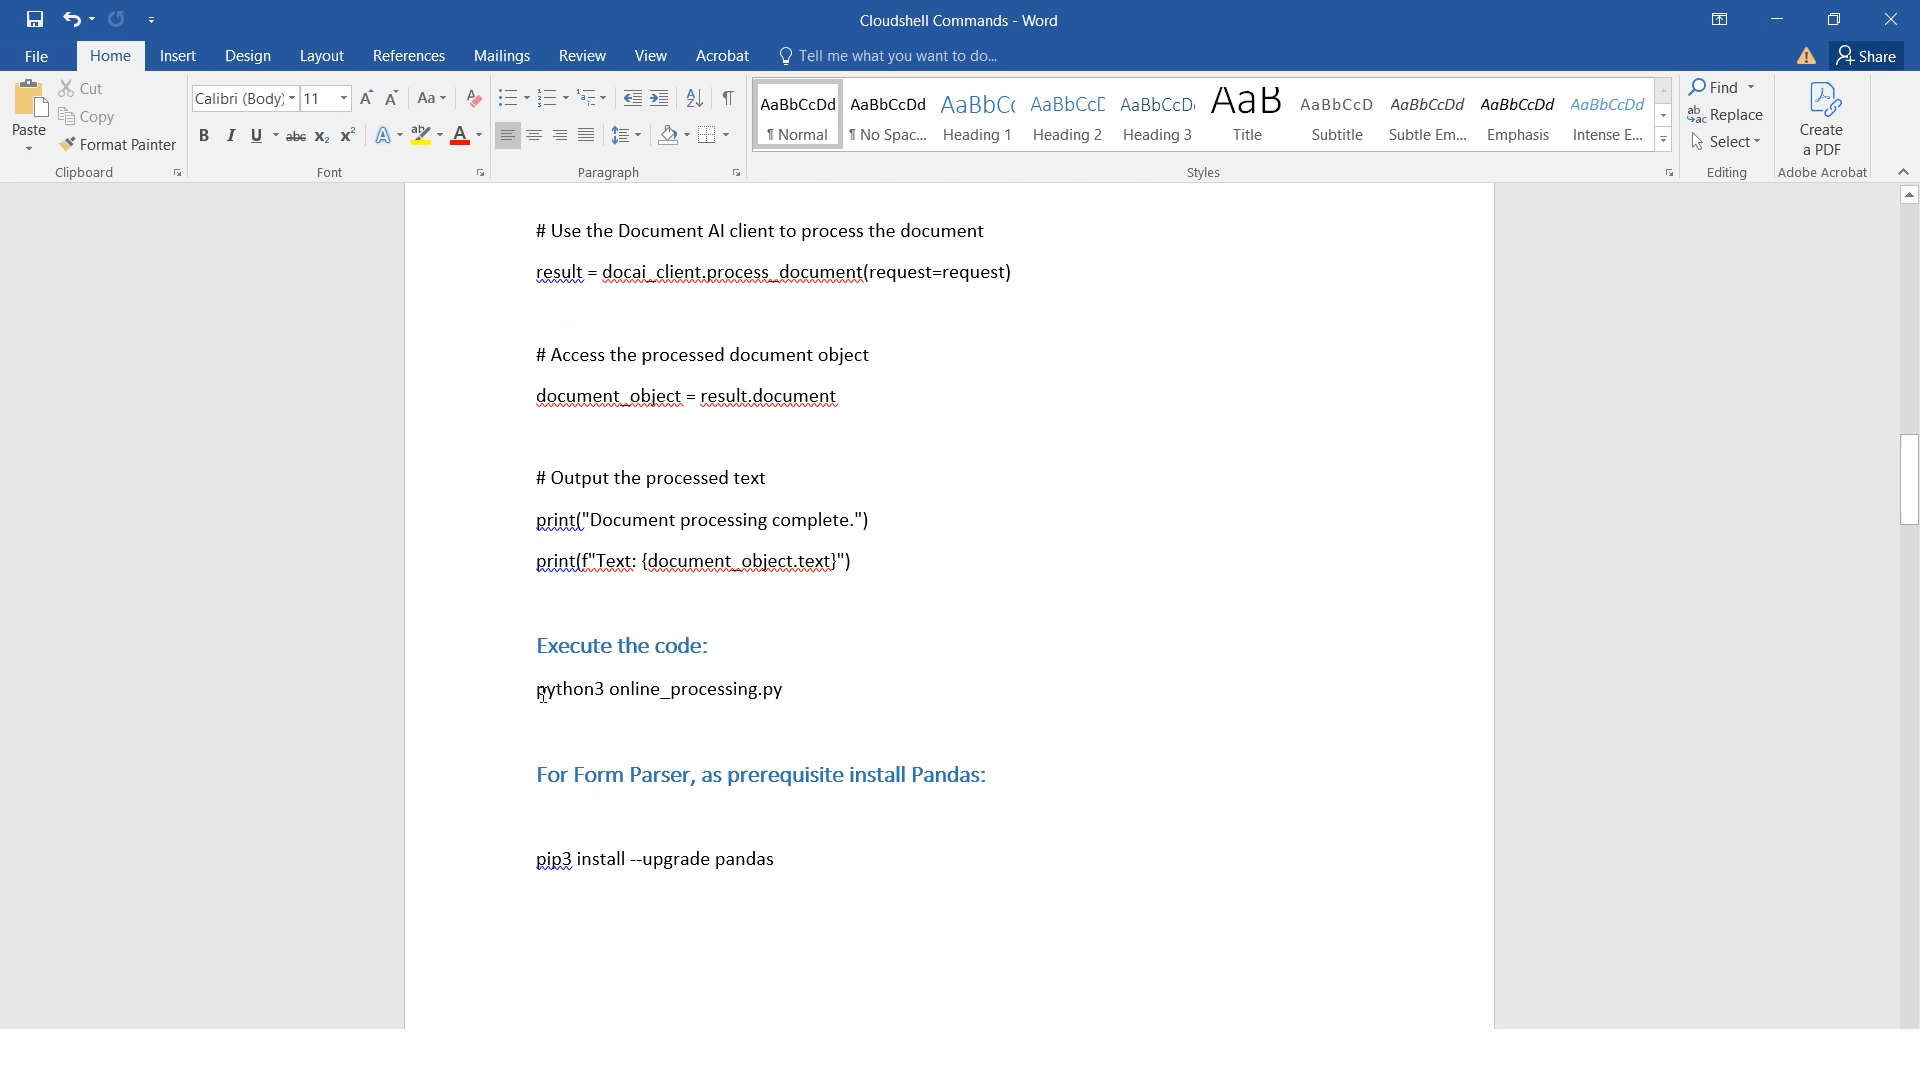 Cloudshell Commands - Word
File Home Insert Design Layout References Mailings Review View Acrobat Tell me what you want to do... Share
Paste
Cut
Copy
Format Painter
Clipboard
Calibri (Body) 11 Aa
B I U abc X₂ X² A ab A
Font
Paragraph
AaBbCcDd AaBbCcDd AaBbC( AaBbCcE AaBbCcD( AaB AaBbCcD AaBbCcDd AaBbCcDd AaBbCcDd
¶ Normal ¶ No Spac... Heading 1 Heading 2 Heading 3 Title Subtitle Subtle Em... Emphasis Intense E...
Styles
Find
Replace
Select
Editing
Create
a PDF
Adobe Acrobat
# Use the Document AI client to process the document
result = docai_client.process_document(request=request)
# Access the processed document object
document_object = result.document
# Output the processed text
print("Document processing complete.")
print(f"Text: {document_object.text}")
Execute the code:
python3 online_processing.py
For Form Parser, as prerequisite install Pandas:
pip3 install --upgrade pandas